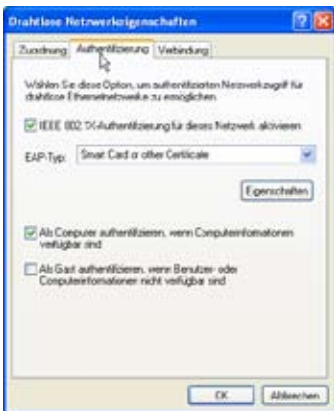 Drahtlose Netzwerkeigenschaften
Zuordnung Authentifizierung Verbindung
Wählen Sie diese Option, um authentifizierten Netzwerkzugriff für
drahtlose Ethernetnetzwerke zu ermöglichen.
IEEE 802.1X-Authentifizierung für dieses Netzwerk aktivieren
EAP-Typ: Smart Card or other Certificate
Eigenschaften
Als Computer authentifizieren, wenn Computerinformationen
verfügbar sind
Als Gast authentifizieren, wenn Benutzer- oder
Computerinformationen nicht verfügbar sind
OK Abbrechen